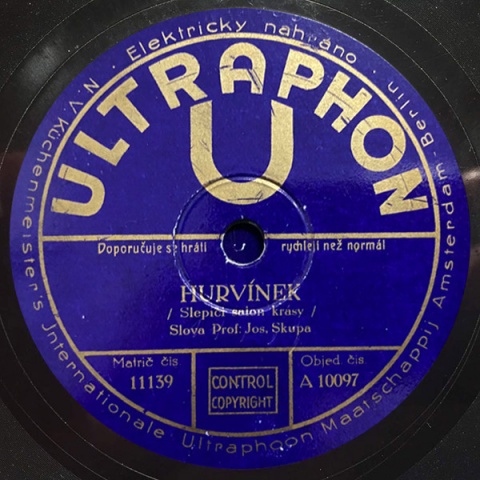 N.V. Küchenmeister's Jnternationale Ultraphoon Maatschappij Amsterdam - Berlin · Elektricky nahráno ·
ULTRAPHON
U
Doporučuje se hráti rychleji než normál
HURVÍNEK
/ Slepičí salon krásy /
Slova Prof. Jos. Skupa
Matrič čís
11139
CONTROL
COPYRIGHT
Objed. čís
A 10097